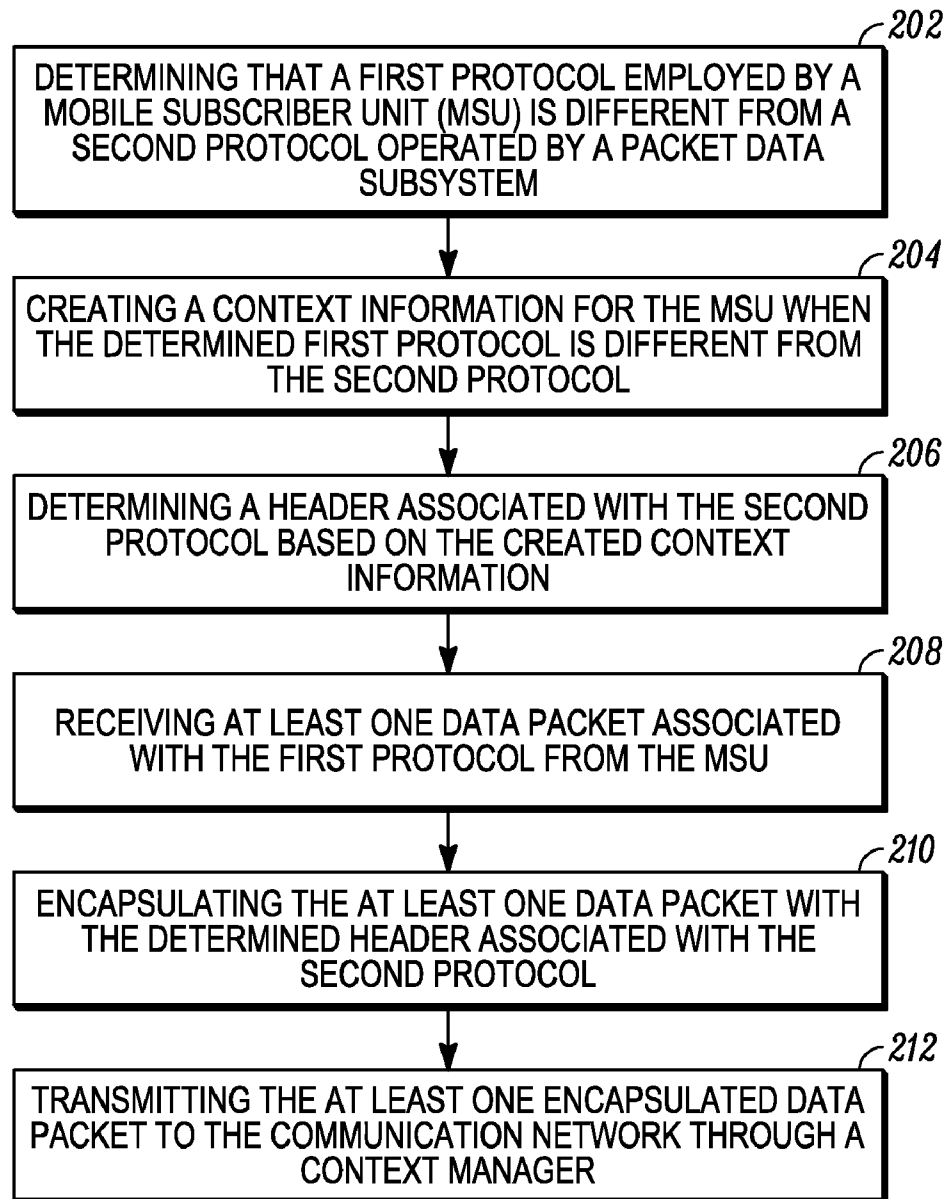 202
DETERMINING THAT A FIRST PROTOCOL EMPLOYED BY A
MOBILE SUBSCRIBER UNIT (MSU) IS DIFFERENT FROM A
SECOND PROTOCOL OPERATED BY A PACKET DATA
SUBSYSTEM
204
CREATING A CONTEXT INFORMATION FOR THE MSU WHEN
THE DETERMINED FIRST PROTOCOL IS DIFFERENT FROM
THE SECOND PROTOCOL
206
DETERMINING A HEADER ASSOCIATED WITH THE SECOND
PROTOCOL BASED ON THE CREATED CONTEXT
INFORMATION
208
RECEIVING AT LEAST ONE DATA PACKET ASSOCIATED
WITH THE FIRST PROTOCOL FROM THE MSU
210
ENCAPSULATING THE AT LEAST ONE DATA PACKET WITH
THE DETERMINED HEADER ASSOCIATED WITH THE
SECOND PROTOCOL
212
TRANSMITTING THE AT LEAST ONE ENCAPSULATED DATA
PACKET TO THE COMMUNICATION NETWORK THROUGH A
CONTEXT MANAGER